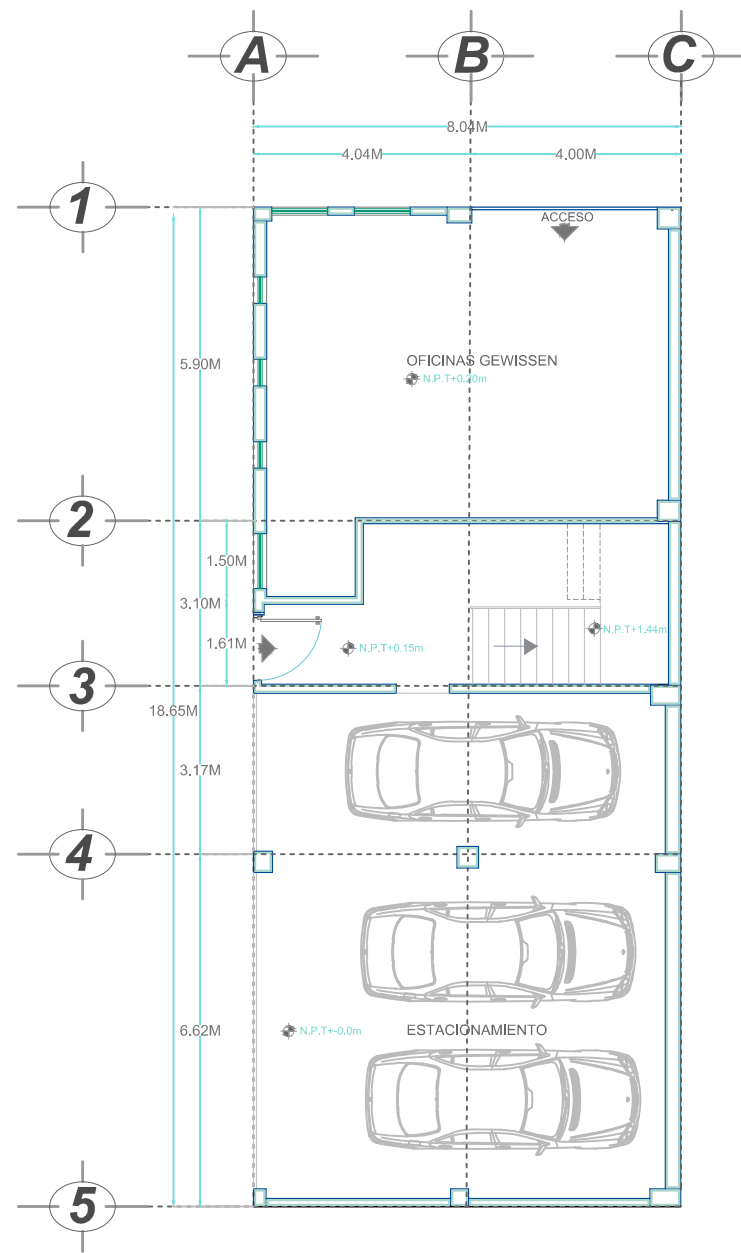 A
B
C
8.04M
4.04M
4.00M
1
ACCESO
5.90M
OFICINAS GEWISSEN
N.P.T+0.20m
2
1.50M
3.10M
N.P.T+1.44m
1.61M
N.P.T+0.15m
3
18.65M
3.17M
4
6.62M
N.P.T+-0.0m
ESTACIONAMIENTO
5